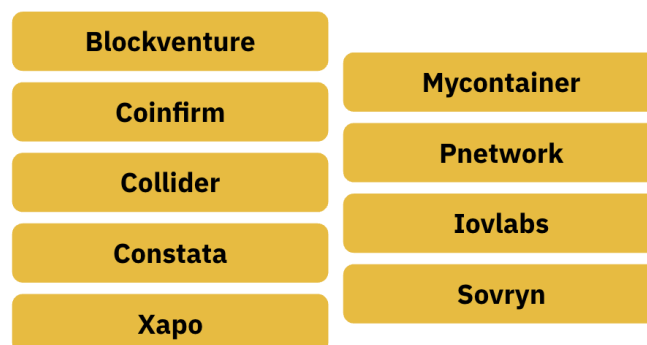 Blockventure
Coinfirm
Collider
Constata
Xapo
Mycontainer
Pnetwork
Iovlabs
Sovryn